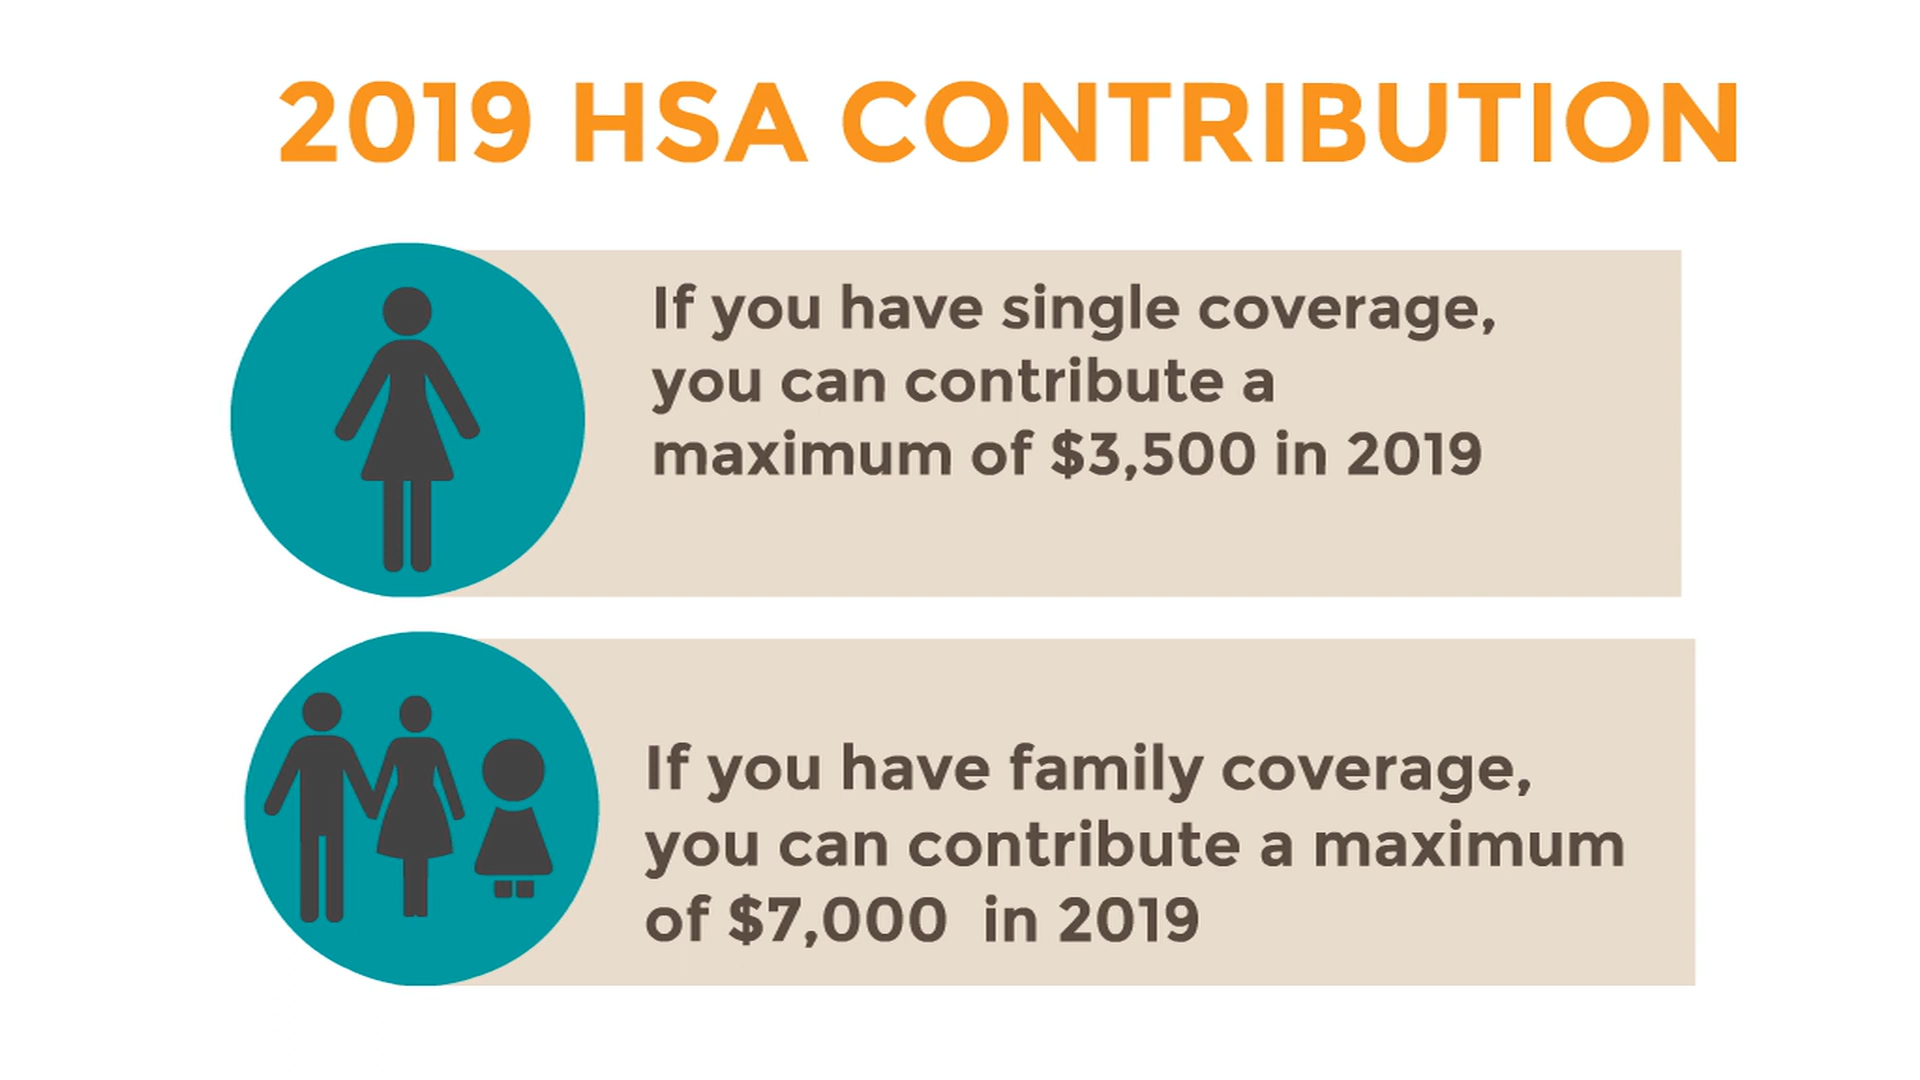 2019 HSA CONTRIBUTION
If you have single coverage,
you can contribute a
maximum of $3,500 in 2019
If you have family coverage,
you can contribute a maximum
of $7,000  in 2019